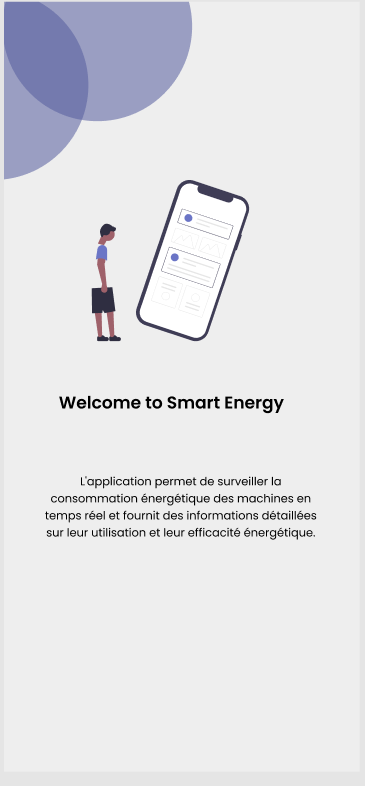 Welcome to Smart Energy
L'application permet de surveiller la
consommation énergétique des machines en
temps réel et fournit des informations détaillées
sur leur utilisation et leur efficacité énergétique.